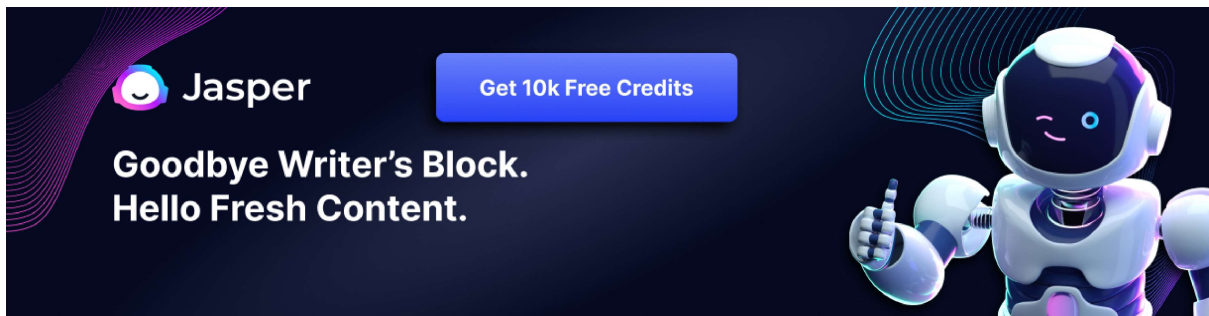 Jasper
Get 10k Free Credits
Goodbye Writer’s Block.
Hello Fresh Content.